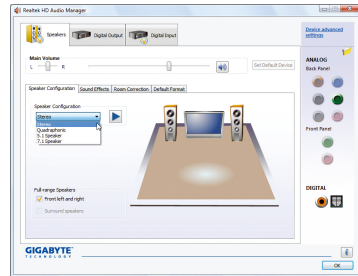 Realtek HD Audio Manager
Speakers
Digital Output
Digital Input
Device advanced
settings
Main Volume
L
R
Set Default Device
Speaker Configuration
Sound Effects
Room Correction
Default Format
Speaker Configuration
Stereo
Stereo
Quadraphonic
5.1 Speaker
7.1 Speaker
Full-range Speakers
Front left and right
Surround speakers
ANALOG
Back Panel
Front Panel
DIGITAL
GIGABYTE
TECHNOLOGY
i
OK